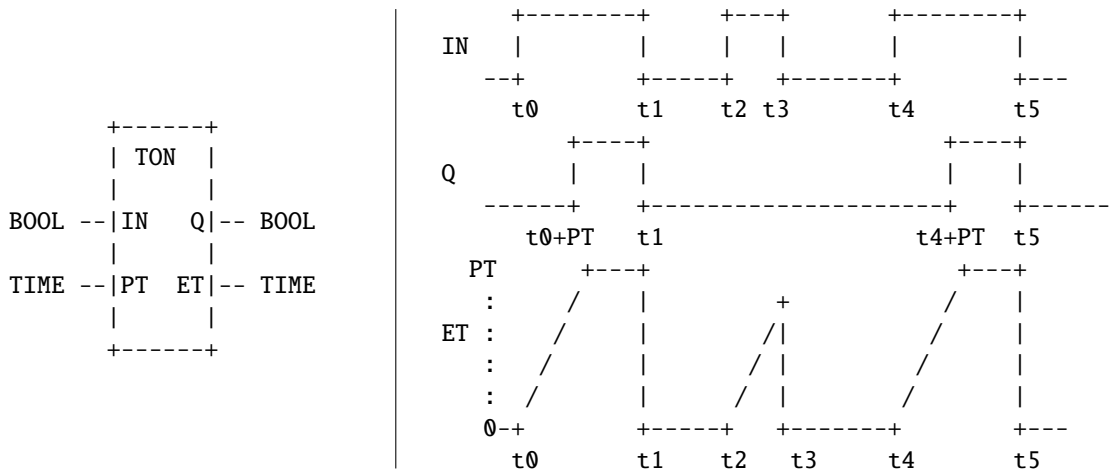 TON
BOOL --|IN Q|-- BOOL
TIME --|PT ET|-- TIME
IN
t0 t1 t2 t3 t4 t5
Q
t0+PT t1 t4+PT t5
PT
ET
0
t0 t1 t2 t3 t4 t5